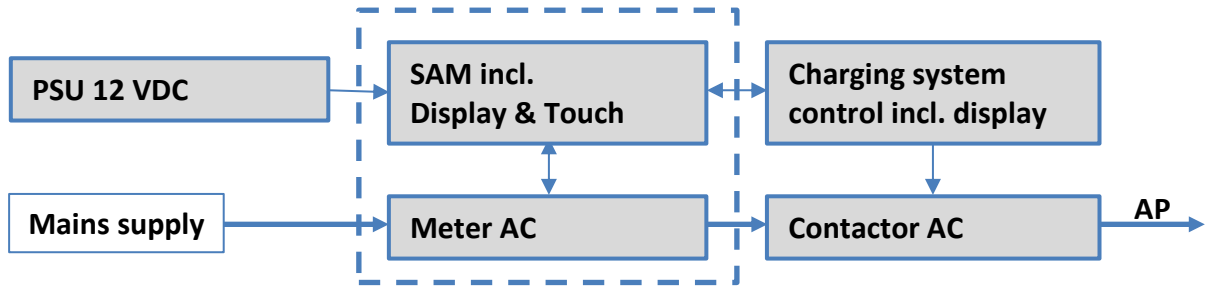 PSU 12 VDC
SAM incl.
Display & Touch
Charging system
control incl. display
Mains supply
Meter AC
Contactor AC
AP